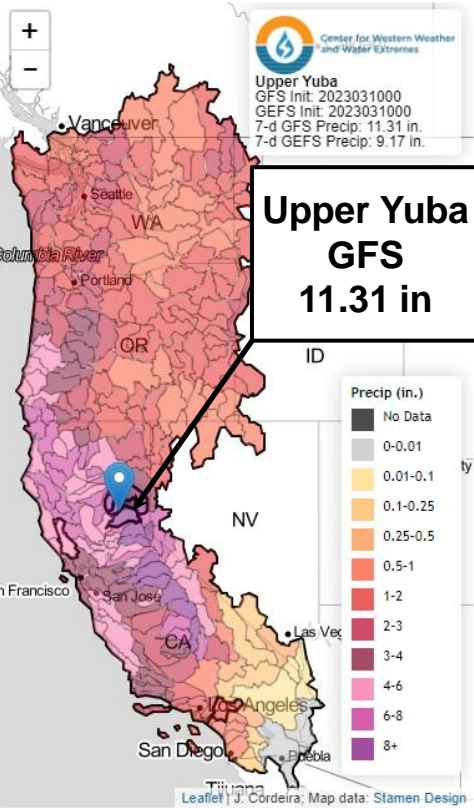 +
−
Center for Western Weather
and Water Extremes
Upper Yuba
GFS Init: 2023031000
GEFS Init: 2023031000
7-d GFS Precip: 11.31 in.
7-d GEFS Precip: 9.17 in.
Vancouver
Seattle
WA
Columbia River
Portland
OR
ID
Upper Yuba
GFS
11.31 in
Precip (in.)
No Data
0-0.01
0.01-0.1
0.1-0.25
0.25-0.5
0.5-1
1-2
2-3
3-4
4-6
6-8
8+
ty
NV
n Francisco
San Jose
CA
Las Veg
Los Angeles
San Diego
Puebla
Tijuana
Leaflet | J. Cordeira; Map data: Stamen Design